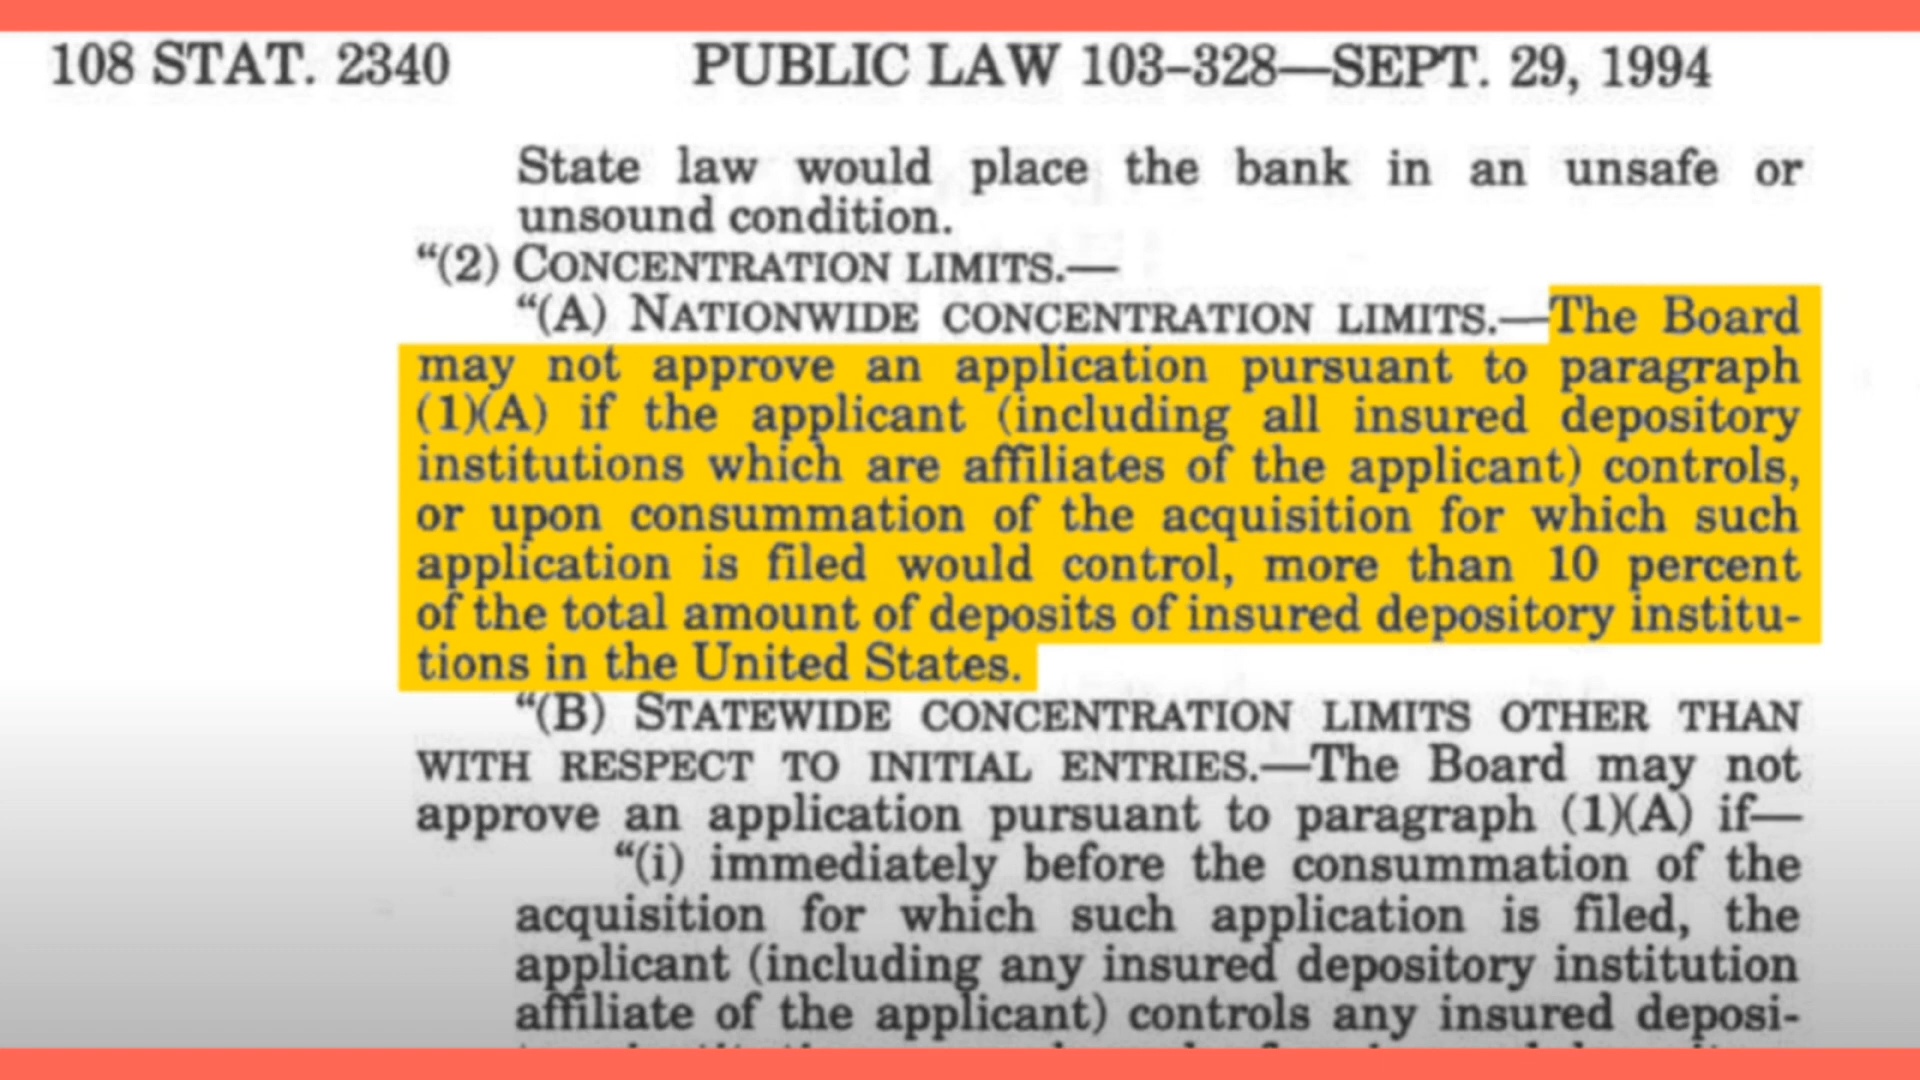 108 STAT. 2340 PUBLIC LAW 103–328—SEPT. 29, 1994
State law would place the bank in an unsafe or
unsound condition.
“(2) CONCENTRATION LIMITS.—
“(A) NATIONWIDE CONCENTRATION LIMITS.—The Board
may not approve an application pursuant to paragraph
(1)(A) if the applicant (including all insured depository
institutions which are affiliates of the applicant) controls,
or upon consummation of the acquisition for which such
application is filed would control, more than 10 percent
of the total amount of deposits of insured depository institu-
tions in the United States.
“(B) STATEWIDE CONCENTRATION LIMITS OTHER THAN
WITH RESPECT TO INITIAL ENTRIES.—The Board may not
approve an application pursuant to paragraph (1)(A) if—
“(i) immediately before the consummation of the
acquisition for which such application is filed, the
applicant (including any insured depository institution
affiliate of the applicant) controls any insured deposi-